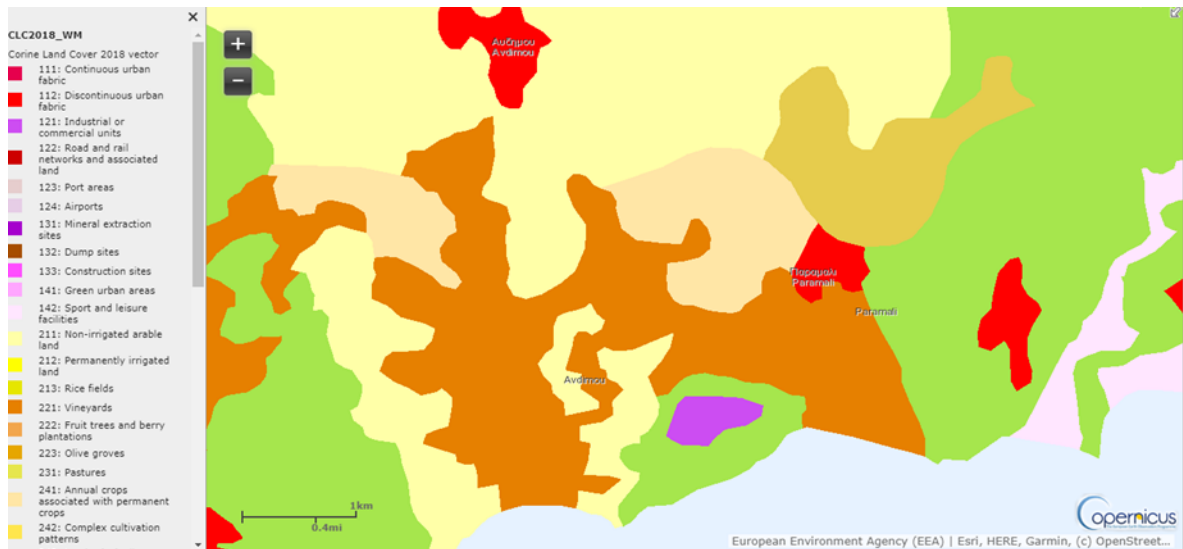 CLC2018_WM
Corine Land Cover 2018 vector
111: Continuous urban
fabric
112: Discontinuous urban
fabric
121: Industrial or
commercial units
122: Road and rail
networks and associated
land
123: Port areas
124: Airports
131: Mineral extraction
sites
132: Dump sites
133: Construction sites
141: Green urban areas
142: Sport and leisure
facilities
211: Non-irrigated arable
land
212: Permanently irrigated
land
213: Rice fields
221: Vineyards
222: Fruit trees and berry
plantations
223: Olive groves
231: Pastures
241: Annual crops
associated with permanent
crops
242: Complex cultivation
patterns
Αυδήμου
Avdimou
Παραμαλι
Paramali
Paramali
Avdimou
1km
0.4mi
opernicus
European Environment Agency (EEA) | Esri, HERE, Garmin, (c) OpenStreet...